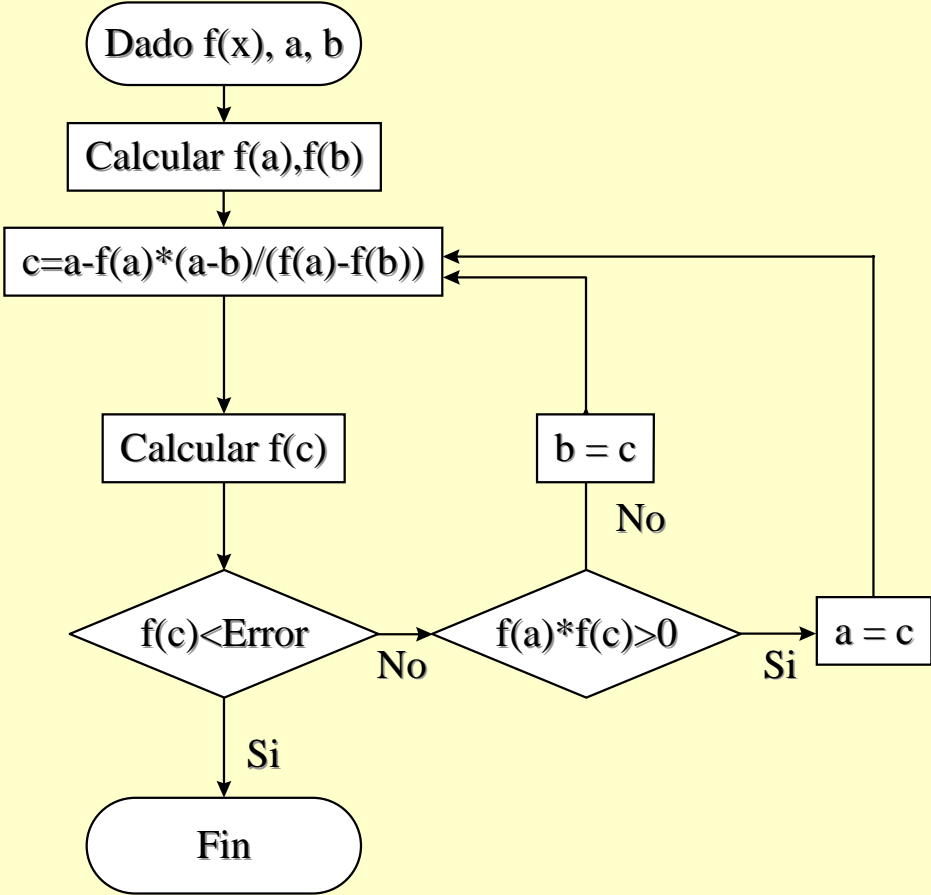 Dado f(x), a, b
Calcular f(a),f(b)
c=a-f(a)*(a-b)/(f(a)-f(b))
Calcular f(c)
b = c
No
f(c)<Error
No
f(a)*f(c)>0
Si
a = c
Si
Fin